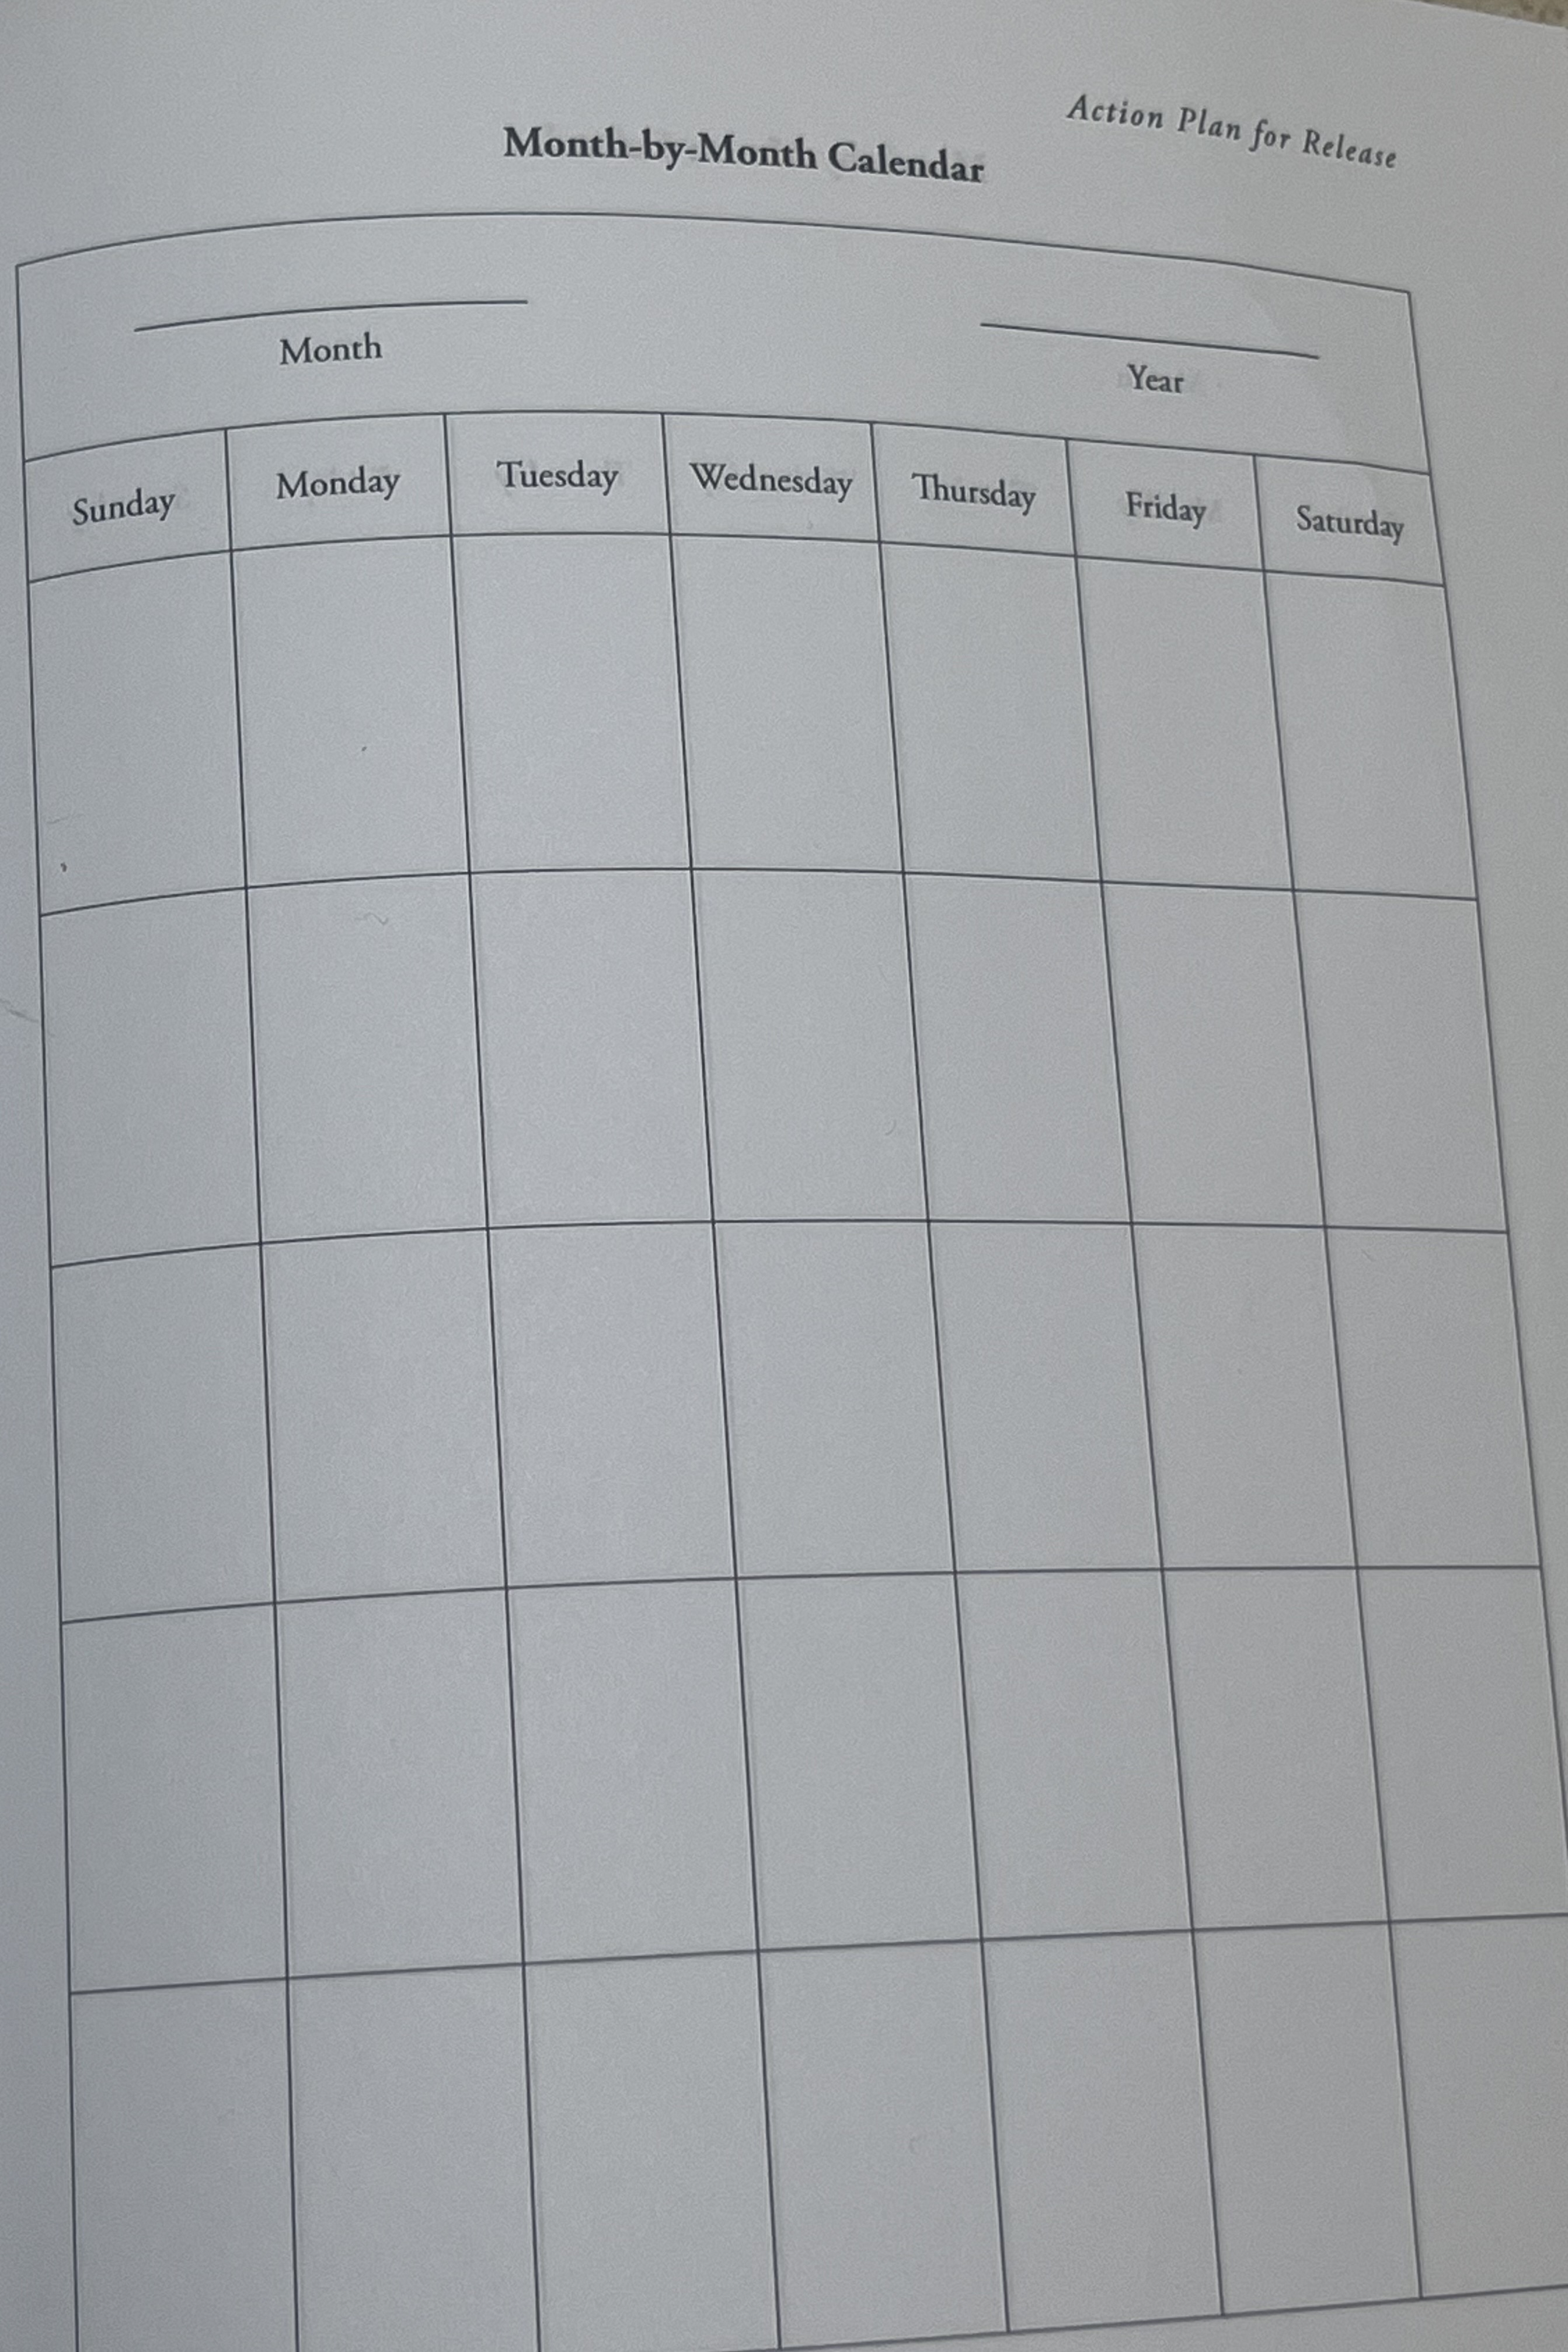 Action Plan for Release
Month-by-Month Calendar
Month Year
Sunday Monday Tuesday Wednesday Thursday Friday Saturday